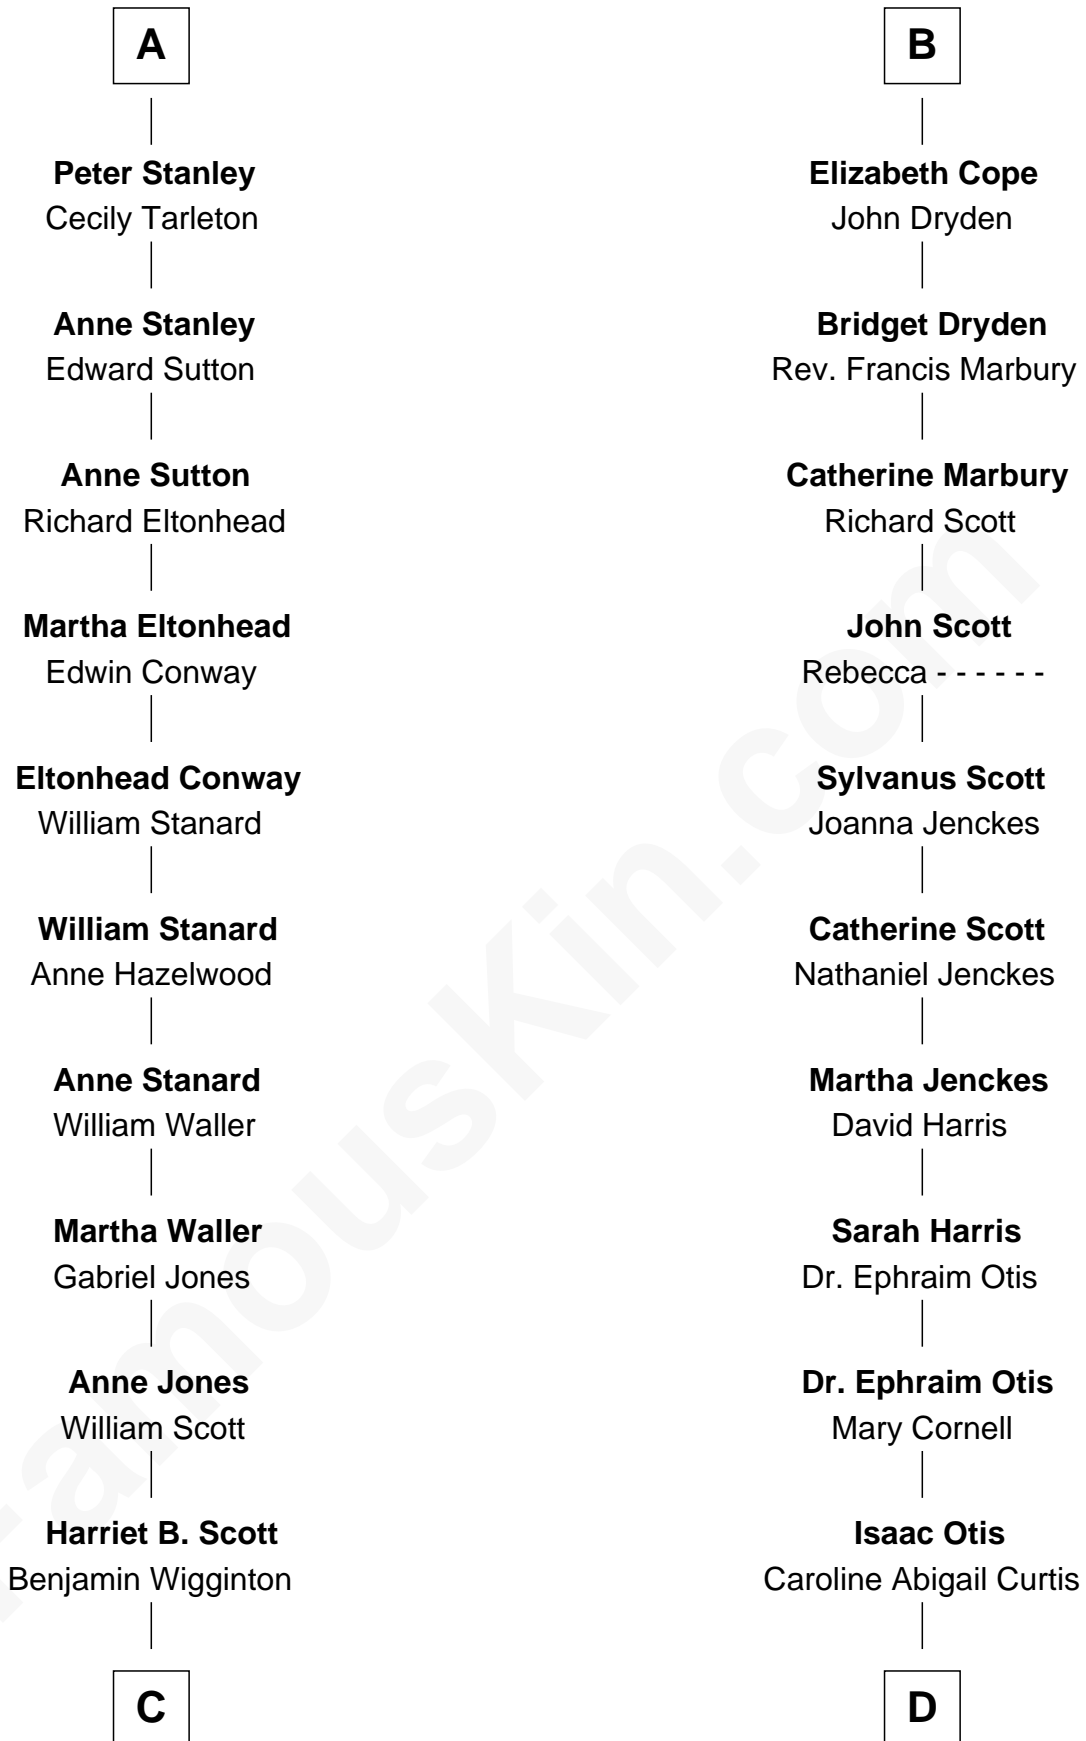 A
Peter Stanley
Cecily Tarleton
Anne Stanley
Edward Sutton
Anne Sutton
Richard Eltonhead
Martha Eltonhead
Edwin Conway
Eltonhead Conway
William Stanard
William Stanard
Anne Hazelwood
Anne Stanard
William Waller
Martha Waller
Gabriel Jones
Anne Jones
William Scott
Harriet B. Scott
Benjamin Wigginton
C
B
Elizabeth Cope
John Dryden
Bridget Dryden
Rev. Francis Marbury
Catherine Marbury
Richard Scott
John Scott
Rebecca - - - - - -
Sylvanus Scott
Joanna Jenckes
Catherine Scott
Nathaniel Jenckes
Martha Jenckes
David Harris
Sarah Harris
Dr. Ephraim Otis
Dr. Ephraim Otis
Mary Cornell
Isaac Otis
Caroline Abigail Curtis
D
FamousKin.com